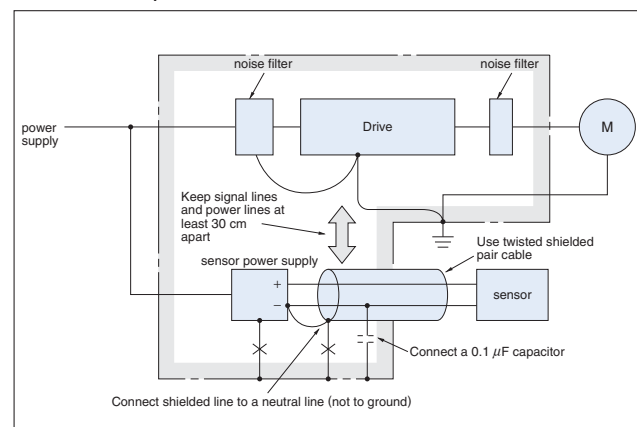 noise filter
noise filter
power
supply
Drive
M
Keep signal lines
and power lines at
least 30 cm
apart
Use twisted shielded
pair cable
sensor power supply
+
−
sensor
Connect a 0.1 μF capacitor
Connect shielded line to a neutral line (not to ground)